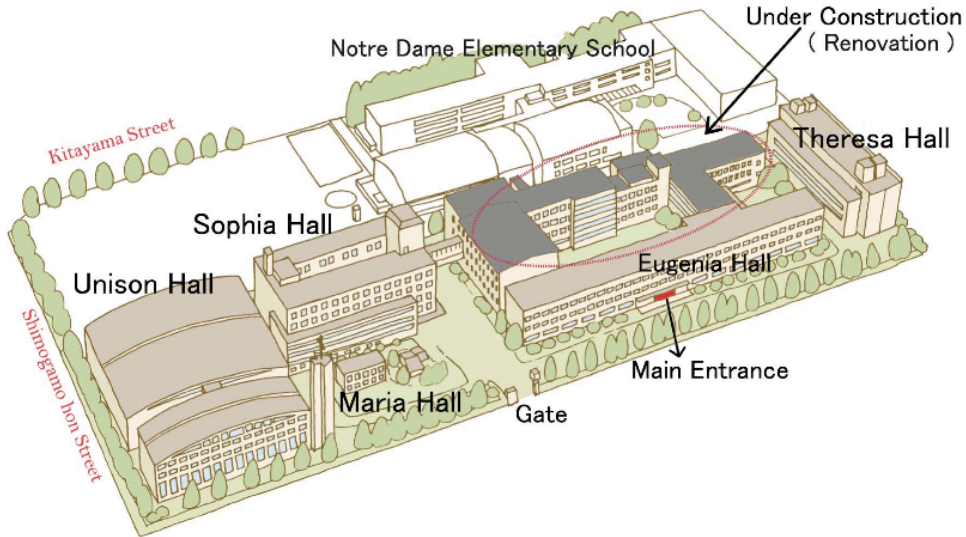 Under Construction
( Renovation )
Notre Dame Elementary School
Kitayama Street
Theresa Hall
Sophia Hall
Eugenia Hall
Unison Hall
Shimogamo hon Street
Main Entrance
Maria Hall
Gate